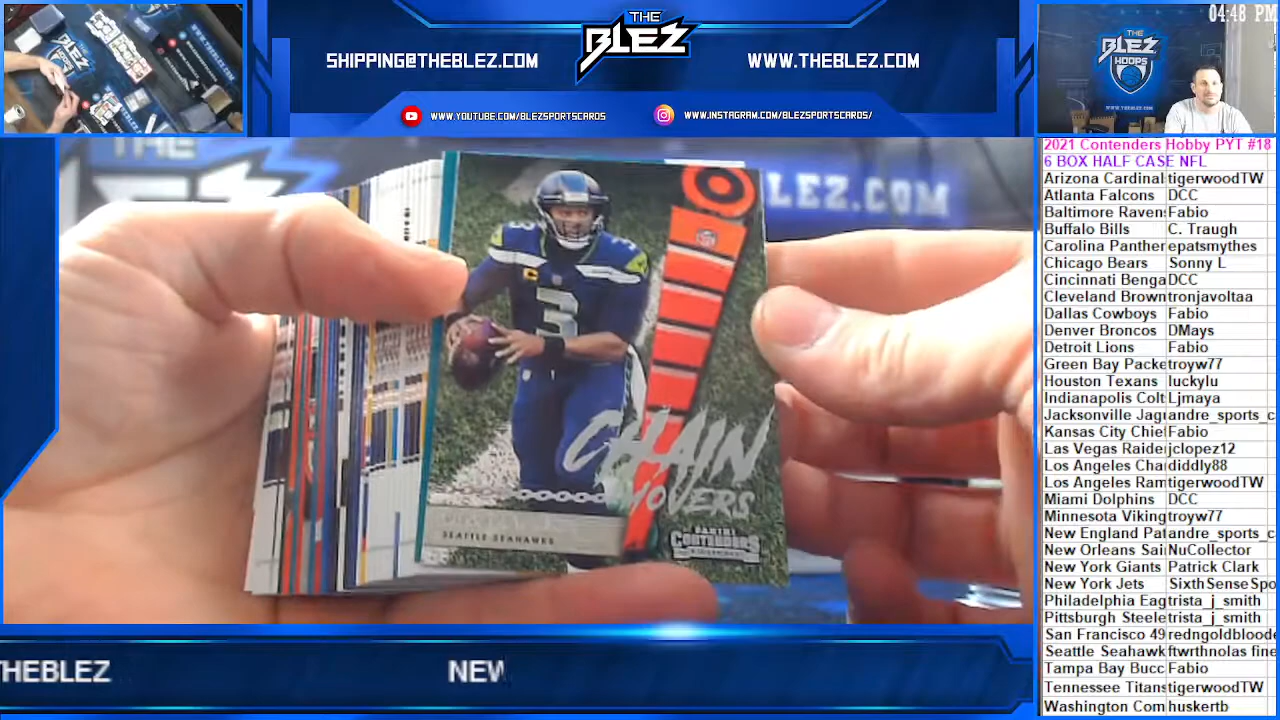 THE
BLEZ
SHIPPING@THEBLEZ.COM
WWW.THEBLEZ.COM
WWW.YOUTUBE.COM/BLEZSPORTSCARDS
WWW.INSTAGRAM.COM/BLEZSPORTSCARDS/
04:48 PM
THE
BLEZ
HOOPS
2021 Contenders Hobby PYT #18
6 BOX HALF CASE NFL
Arizona Cardinal tigerwoodTW
Atlanta Falcons DCC
Baltimore Raven Fabio
Buffalo Bills C. Traugh
Carolina Panther epatsmythes
Chicago Bears Sonny L
Cincinnati Benga DCC
Cleveland Brown tronjavoltaa
Dallas Cowboys Fabio
Denver Broncos DMays
Detroit Lions Fabio
Green Bay Packe troyw77
Houston Texans luckylu
Indianapolis Colt Ljmaya
Jacksonville Jagu andre_sports_c
Kansas City Chie Fabio
Las Vegas Raide jclopez12
Los Angeles Cha diddly88
Los Angeles Ram tigerwoodTW
Miami Dolphins DCC
Minnesota Viking troyw77
New England Pat andre_sports_c
New Orleans Sai NuCollector
New York Giants Patrick Clark
New York Jets SixthSenseSpo
Philadelphia Eag trista_j_smith
Pittsburgh Steele trista_j_smith
San Francisco 49 redngoldbloode
Seattle Seahawk ftwrthnolas fine
Tampa Bay Bucc Fabio
Tennessee Titans tigerwoodTW
Washington Com huskertb
THE
LEZ.COM
3
3
CHAIN
MOVERS
SEATTLE SEAHAWKS
PANINI
Contenders
THEBLEZ
NEW